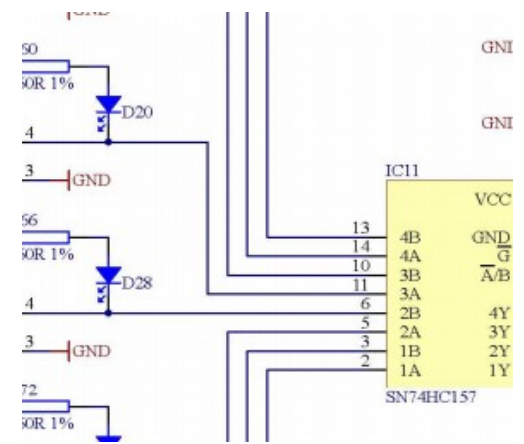 GND
60
50R 1%
D20
4
3
GND
66
50R 1%
D28
4
3
GND
72
50R 1%
GND
GND
IC11
13 4B
14 4A
10 3B
11 3A
6 2B
5 2A
3 1B
2 1A
VCC
GND
G
A/B
4Y
3Y
2Y
1Y
SN74HC157